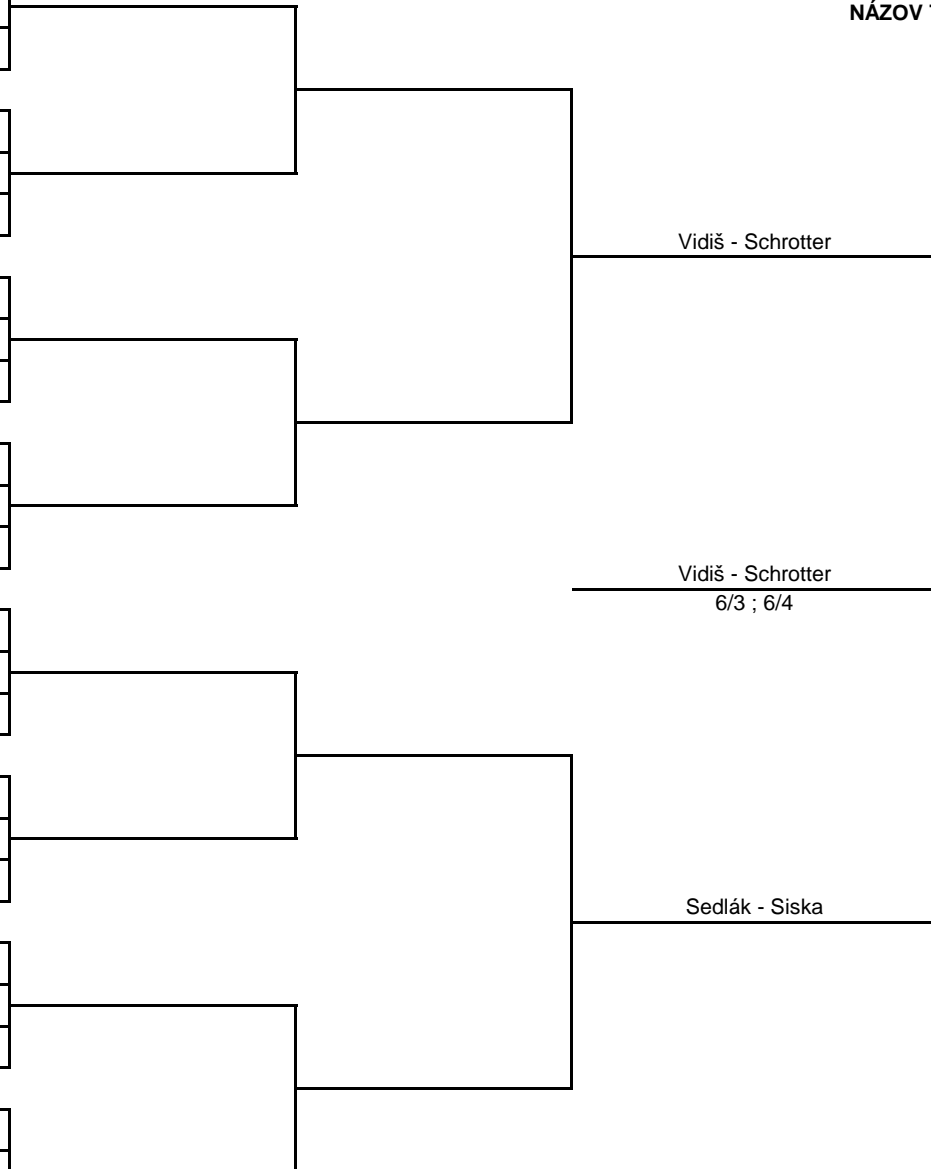 NÁZOV
Vidiš - Schrotter
Vidiš - Schrotter
6/3 ; 6/4
Sedlák - Siska